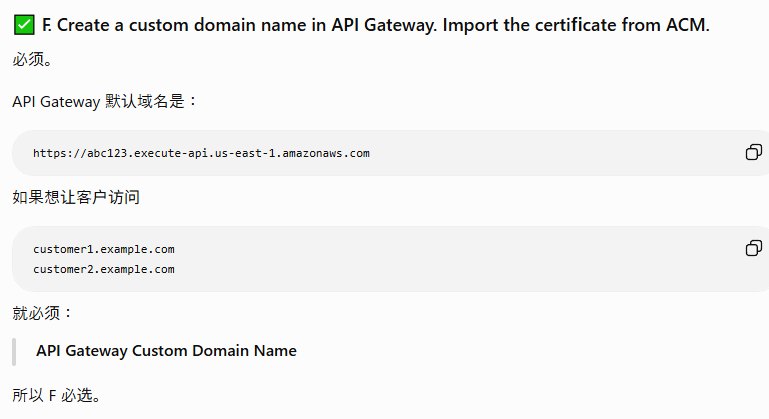 ✅ F. Create a custom domain name in API Gateway. Import the certificate from ACM.
必须。
API Gateway 默认域名是：
https://abc123.execute-api.us-east-1.amazonaws.com
如果想让客户访问
customer1.example.com
customer2.example.com
就必须：
API Gateway Custom Domain Name
所以 F 必选。